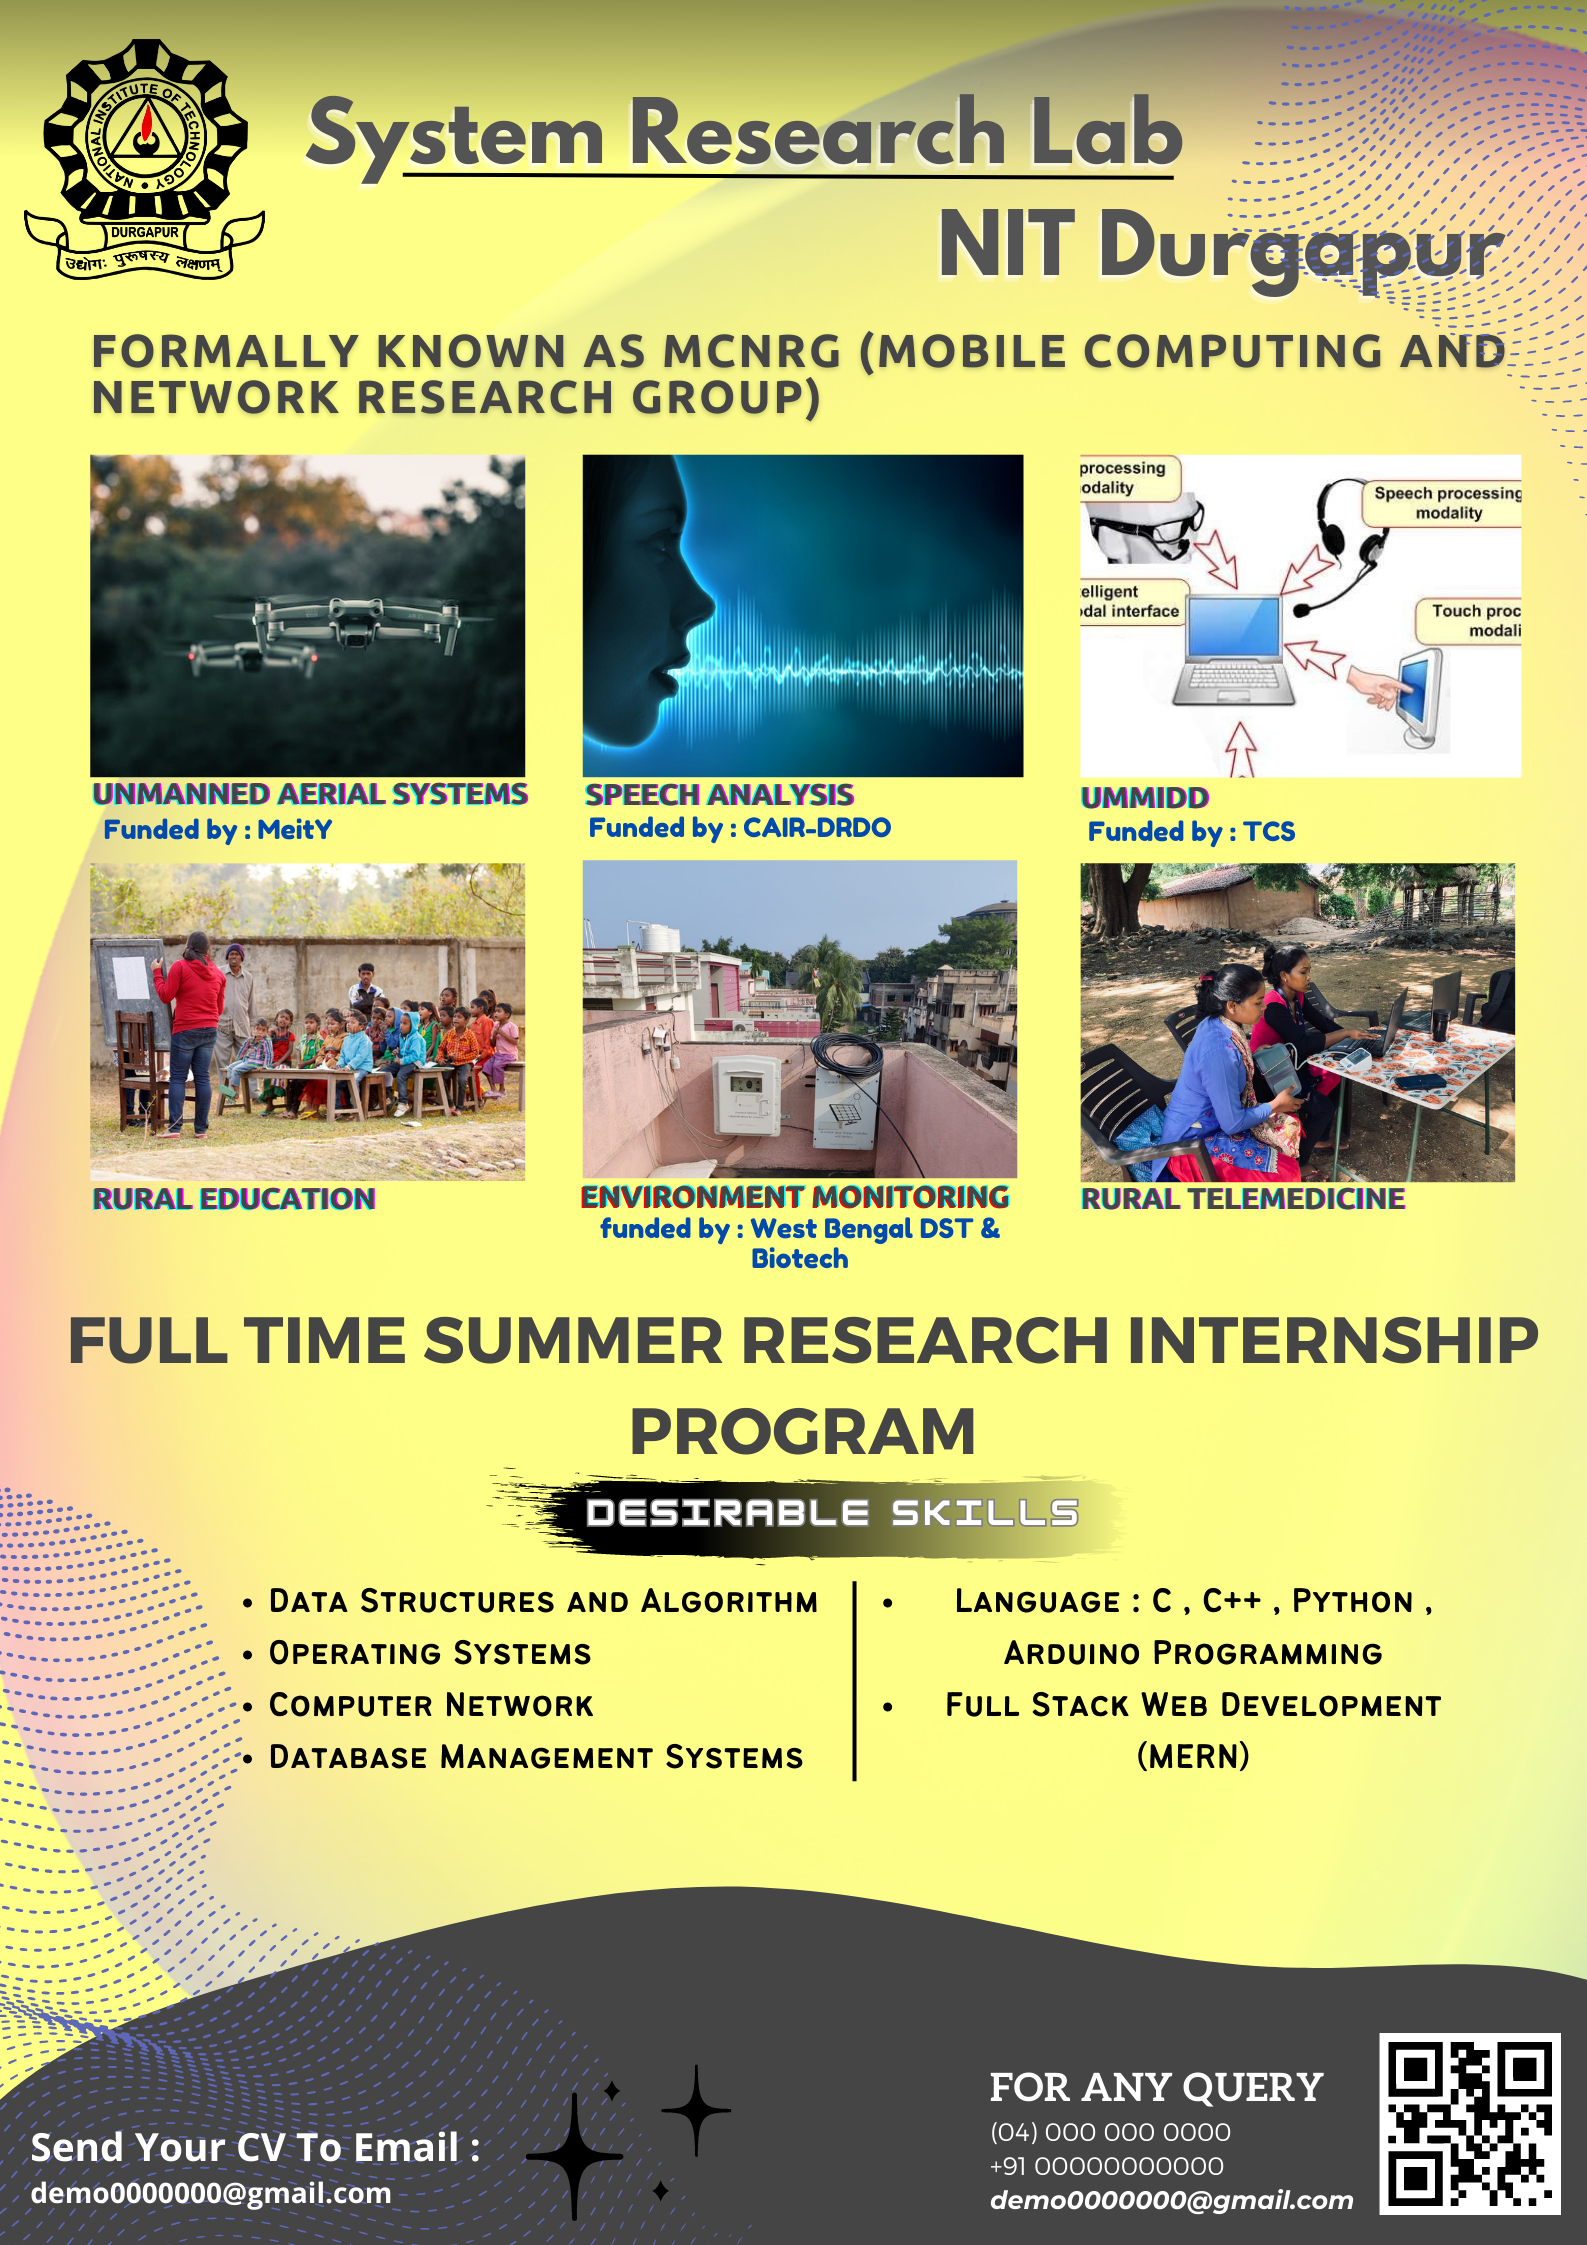 NATIONAL INSTITUTE OF TECHNOLOGY
DURGAPUR
उद्योगः पुरूषस्य लक्षणम्
System Research Lab
NIT Durgapur
FORMALLY KNOWN AS MCNRG (MOBILE COMPUTING AND
NETWORK RESEARCH GROUP)
processing
odality
Speech processing
modality
elligent
odal interface
Touch proc
modali
UNMANNED AERIAL SYSTEMS
Funded by : MeitY
SPEECH ANALYSIS
Funded by : CAIR-DRDO
UMMIDD
Funded by : TCS
RURAL EDUCATION
ENVIRONMENT MONITORING
funded by : West Bengal DST &
Biotech
RURAL TELEMEDICINE
FULL TIME SUMMER RESEARCH INTERNSHIP
PROGRAM
DESIRABLE SKILLS
• Data Structures and Algorithm
• Operating Systems
• Computer Network
• Database Management Systems
• Language : C , C++ , Python ,
Arduino Programming
• Full Stack Web Development
(MERN)
Send Your CV To Email :
demo0000000@gmail.com
FOR ANY QUERY
(04) 000 000 0000
+91 00000000000
demo0000000@gmail.com